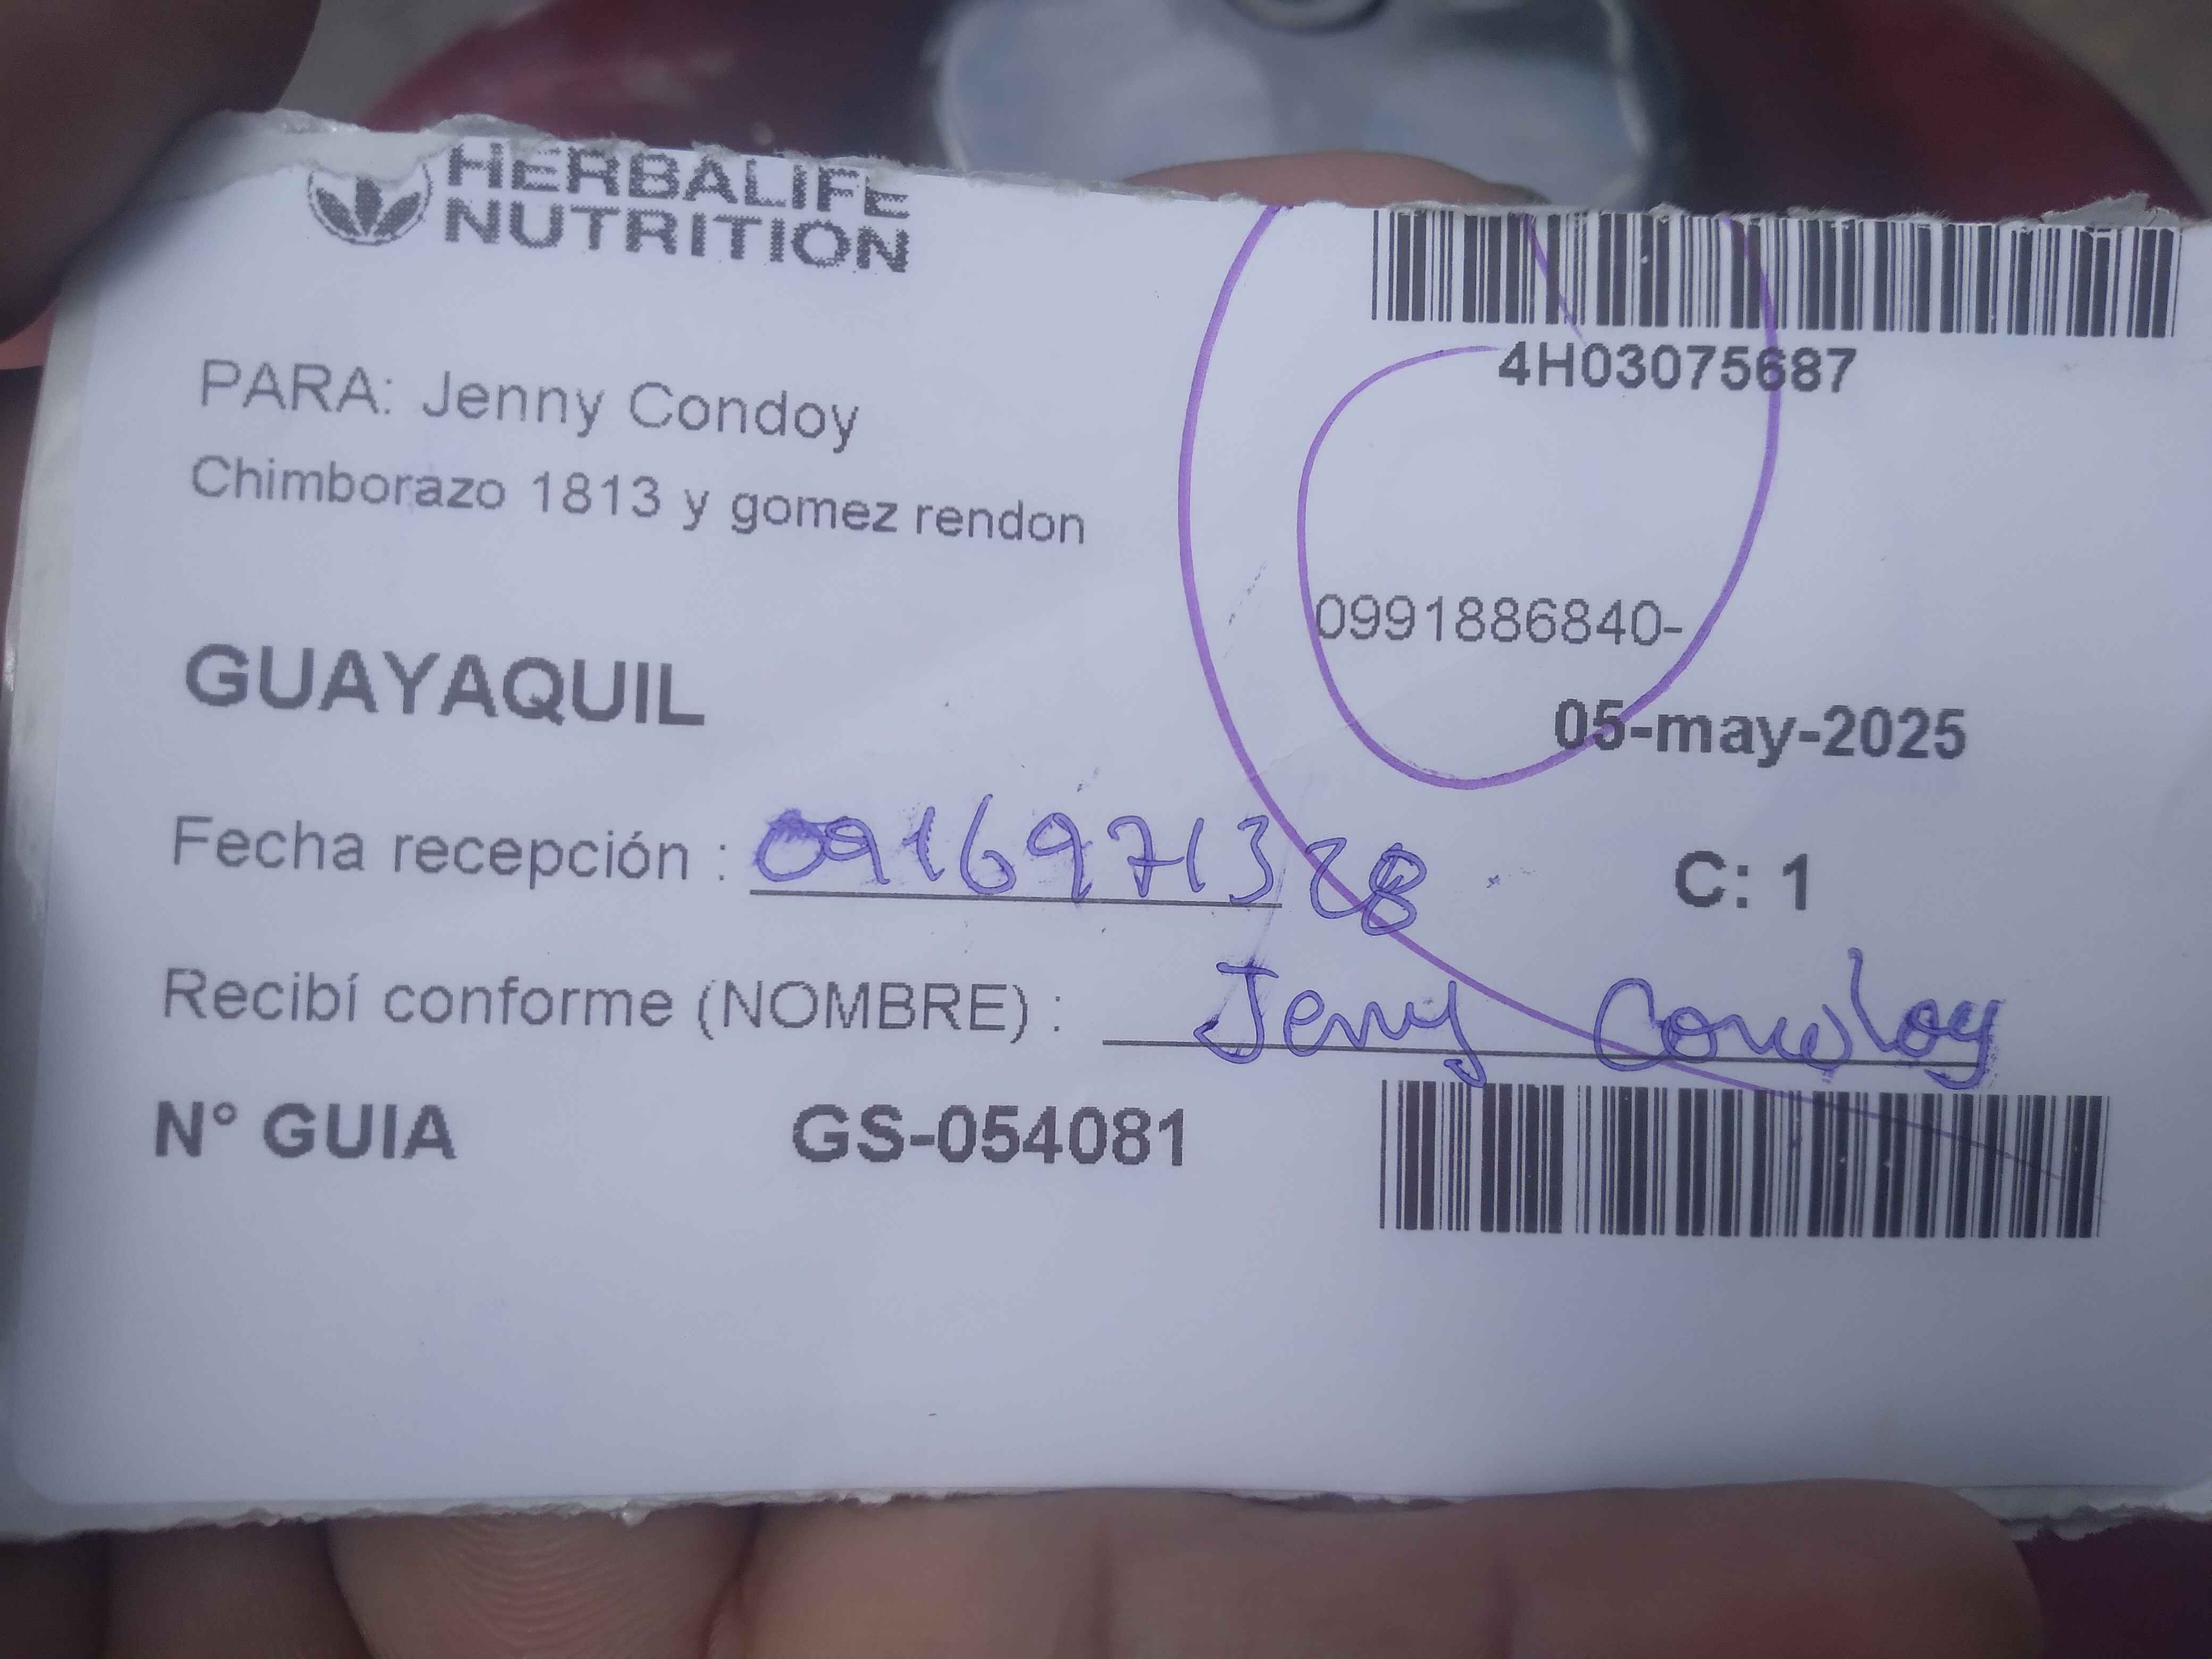 HERBALIFE
NUTRITION
4H03075687
PARA: Jenny Condoy
Chimborazo 1813 y gomez rendon
0991886840-
GUAYAQUIL
05-may-2025
Fecha recepción : 0916971328
C: 1
Recibí conforme (NOMBRE) : Jenny Condoy
N° GUIA GS-054081